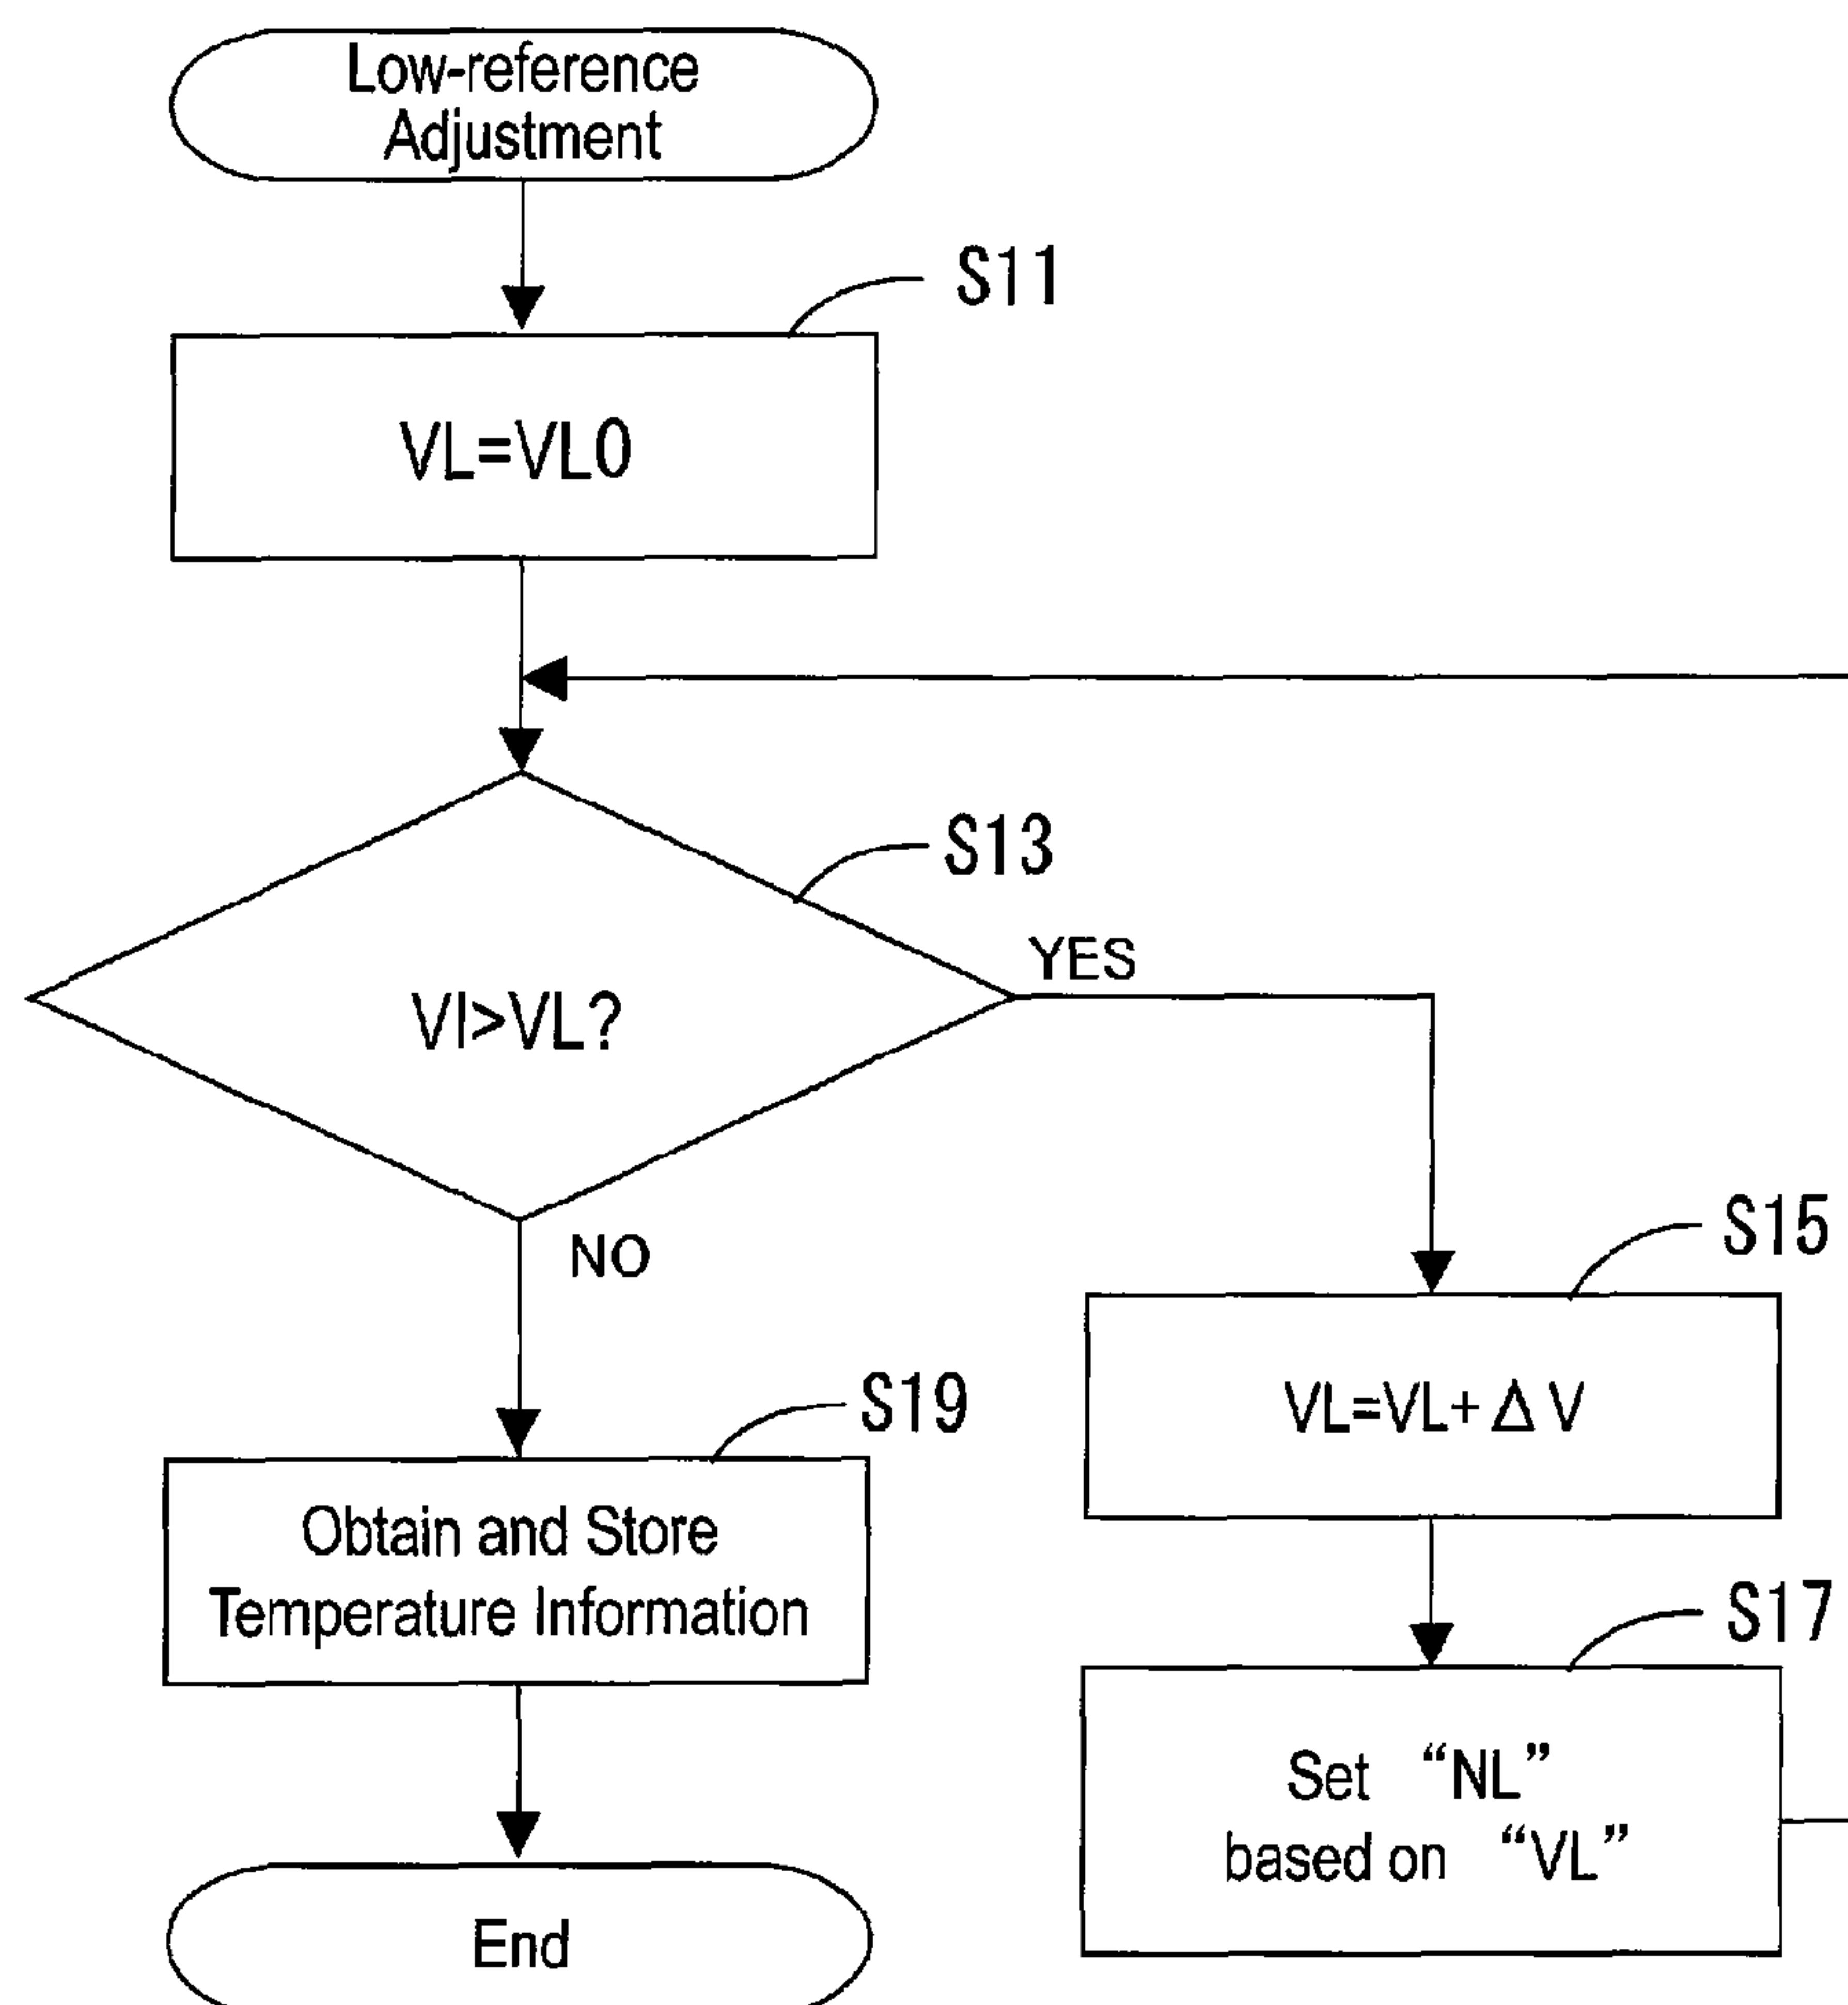 Low-reference
Adjustment
S11
VL=VL0
S13
YES
VI>VL?
NO
S15
VL=VL+ΔV
S19
Obtain and Store
Temperature Information
S17
Set “NL”
based on “VL”
End